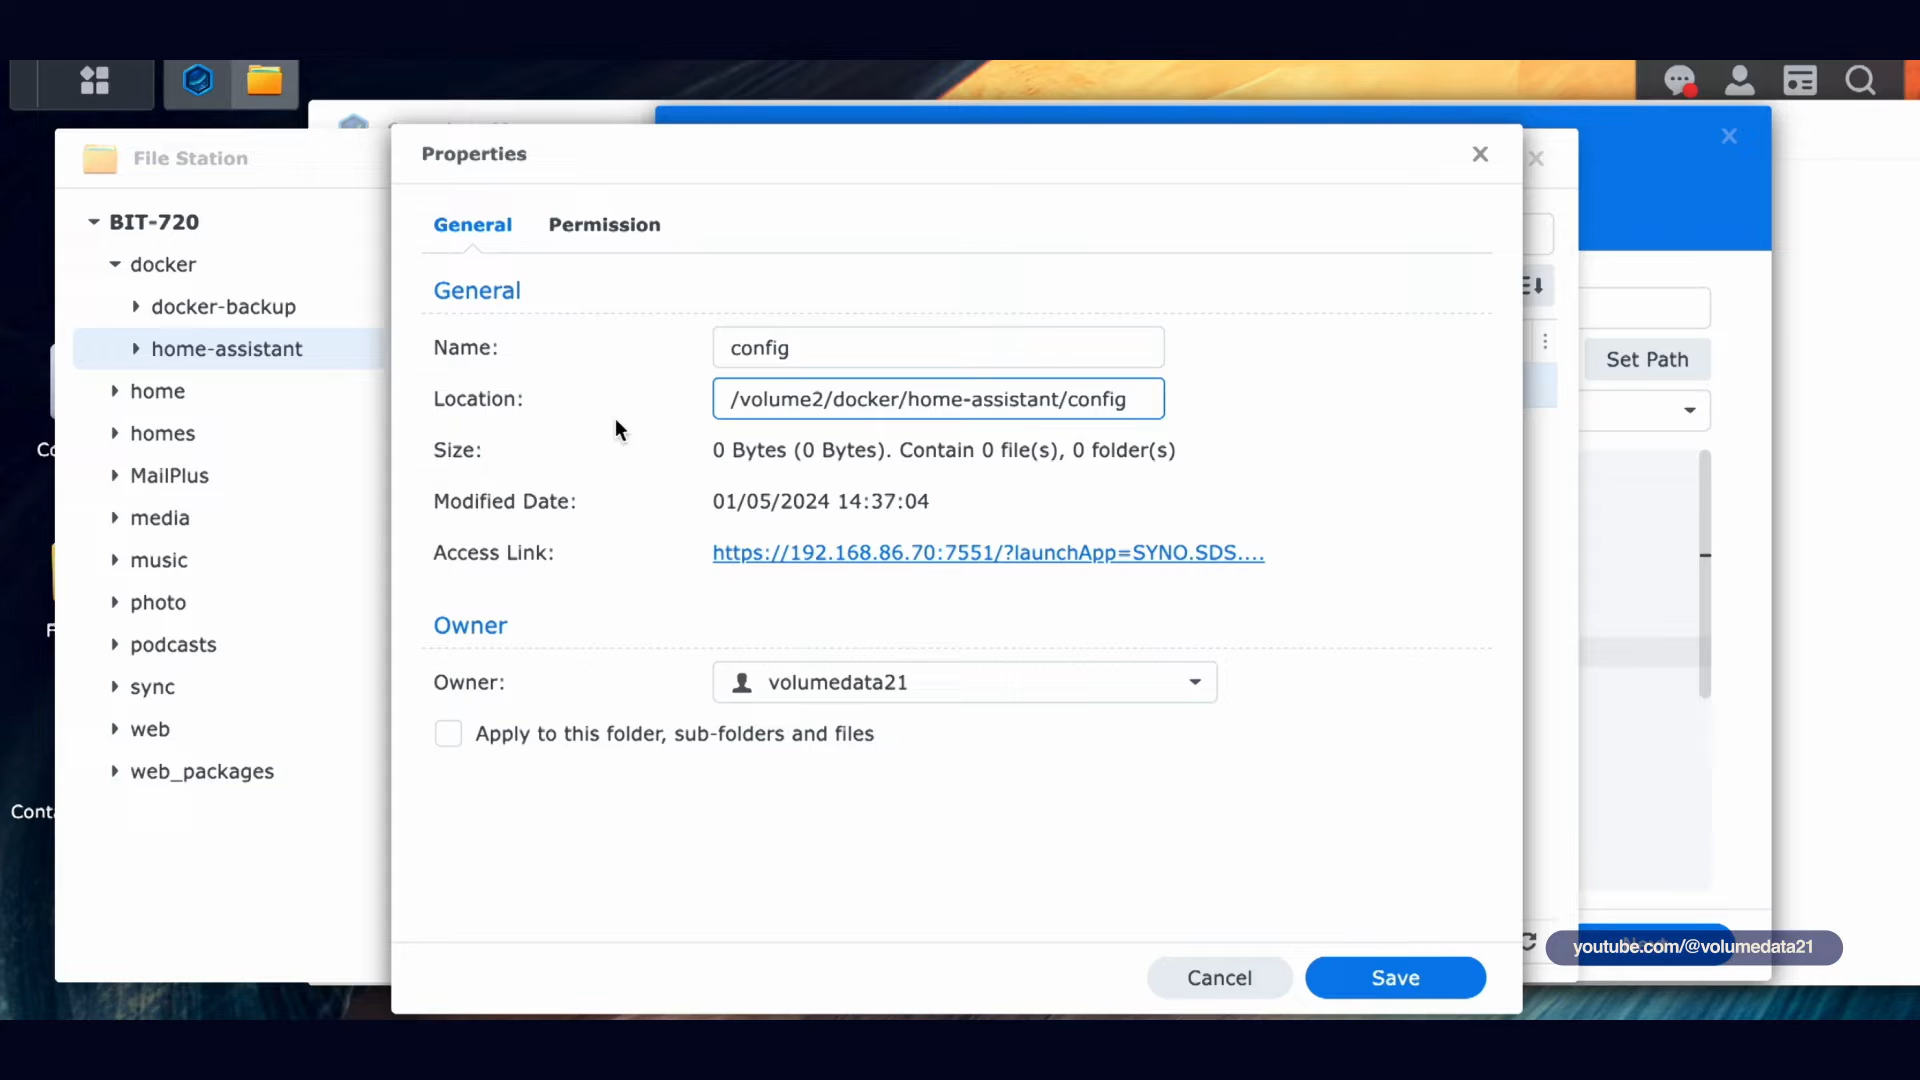 File Station
Properties
BIT-720
docker
docker-backup
home-assistant
home
homes
MailPlus
media
music
photo
podcasts
sync
web
web_packages
General Permission
General
Name: config
Location: /volume2/docker/home-assistant/config
Size: 0 Bytes (0 Bytes). Contain 0 file(s), 0 folder(s)
Modified Date: 01/05/2024 14:37:04
Access Link: https://192.168.86.70:7551/?launchApp=SYNO.SDS....
Owner
Owner: volumedata21
Apply to this folder, sub-folders and files
Cancel Save
Set Path
youtube.com/@volumedata21
Cont